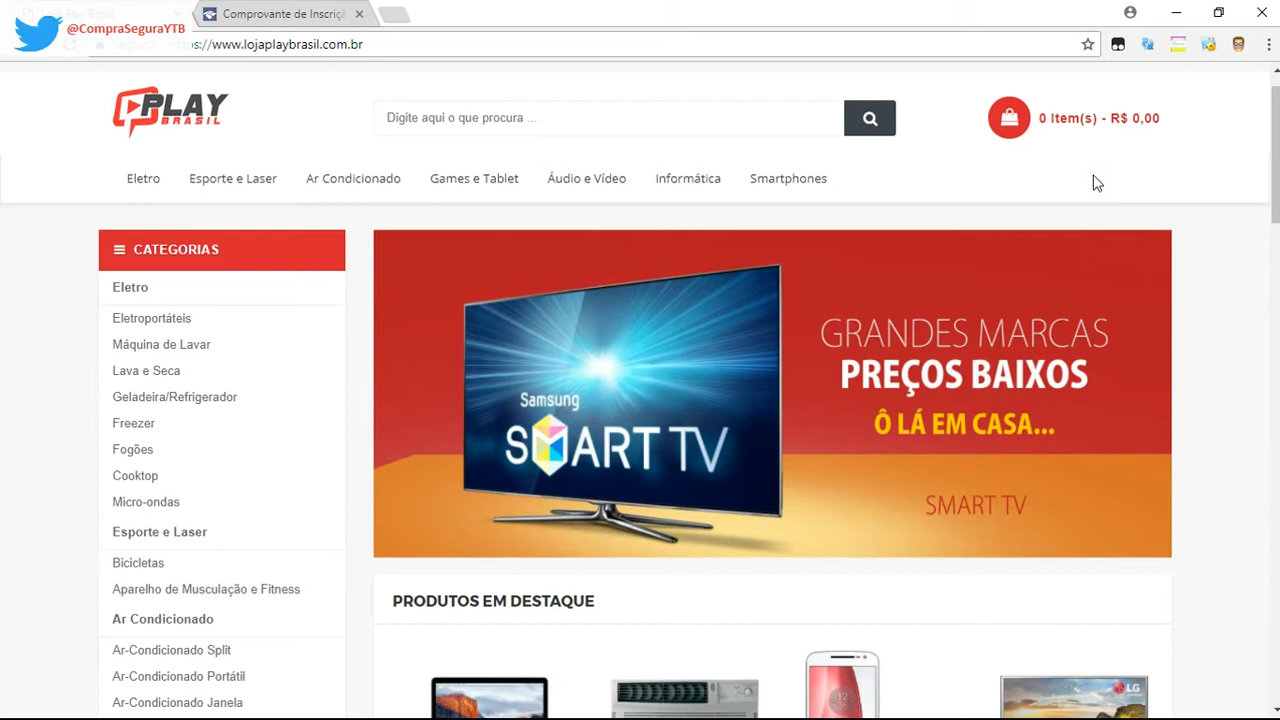 Comprovante de Inscriçã
@CompraSeguraYTB
https://www.lojaplaybrasil.com.br
PLAY
BRASIL
Digite aqui o que procura ...
0 Item(s) - R$ 0,00
Eletro
Esporte e Laser
Ar Condicionado
Games e Tablet
Áudio e Vídeo
Informática
Smartphones
CATEGORIAS
Eletro
Eletroportáteis
Máquina de Lavar
Lava e Seca
Geladeira/Refrigerador
Freezer
Fogões
Cooktop
Micro-ondas
Esporte e Laser
Bicicletas
Aparelho de Musculação e Fitness
Ar Condicionado
Ar-Condicionado Split
Ar-Condicionado Portátil
Ar-Condicionado Janela
Samsung
SMART TV
GRANDES MARCAS
PREÇOS BAIXOS
Ô LÁ EM CASA...
SMART TV
PRODUTOS EM DESTAQUE
LG